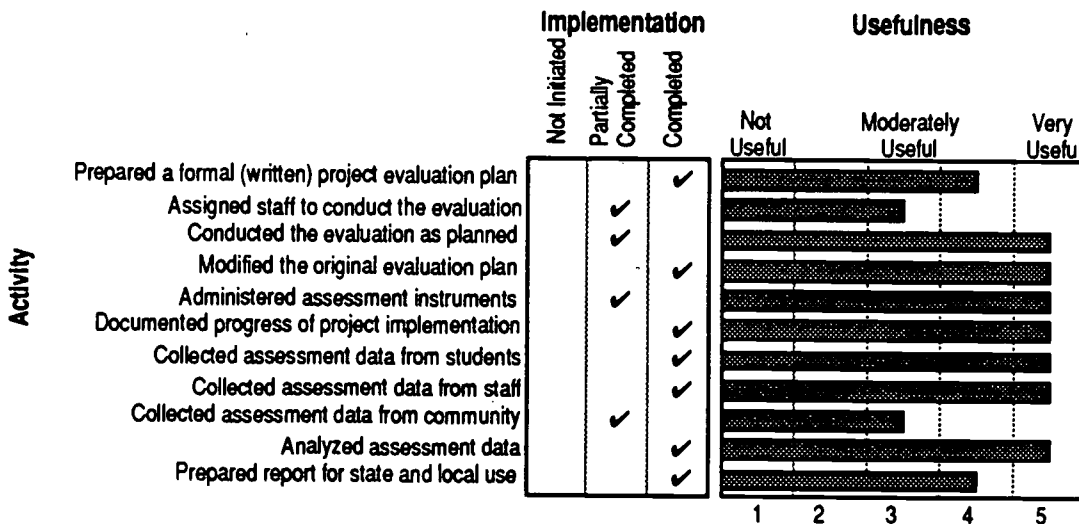 Implementation
Usefulness
Not Initiated
Partially
Completed
Completed
Not
Useful
Moderately
Useful
Very
Useful
Activity
Prepared a formal (written) project evaluation plan
Assigned staff to conduct the evaluation
Conducted the evaluation as planned
Modified the original evaluation plan
Administered assessment instruments
Documented progress of project implementation
Collected assessment data from students
Collected assessment data from staff
Collected assessment data from community
Analyzed assessment data
Prepared report for state and local use
1 2 3 4 5